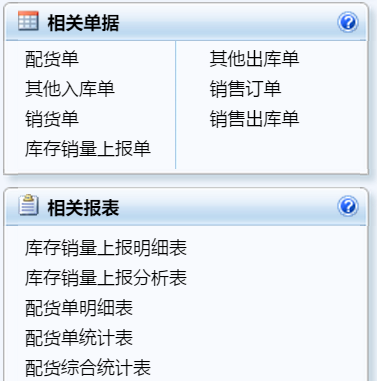 相关单据
配货单 其他出库单
其他入库单 销售订单
销货单 销售出库单
库存销量上报单
相关报表
库存销量上报明细表
库存销量上报分析表
配货单明细表
配货单统计表
配货综合统计表